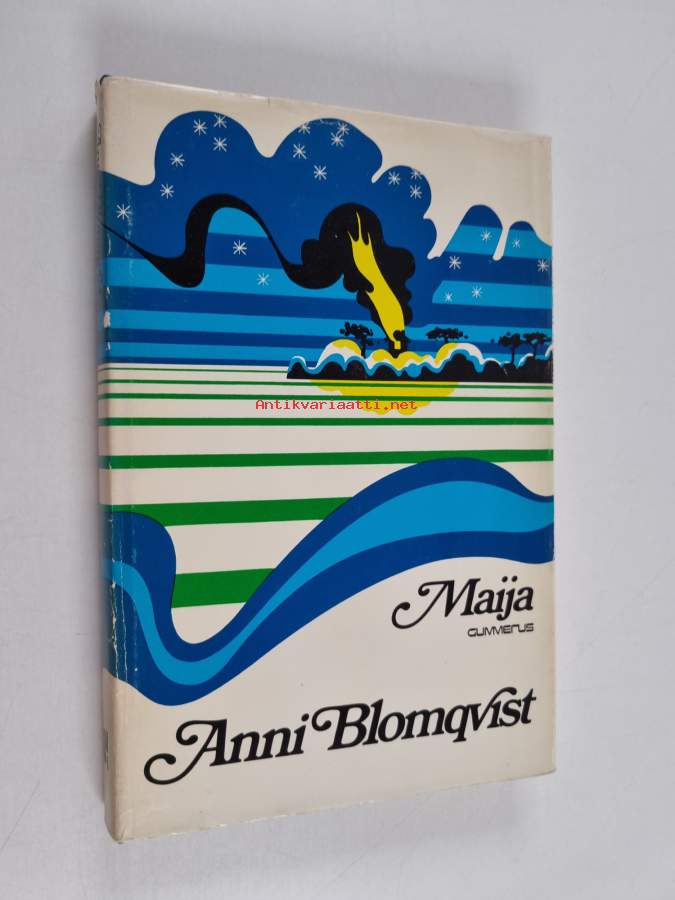 Antikvariaatti.net
Maija
GUMMERUS
Anni Blomqvist